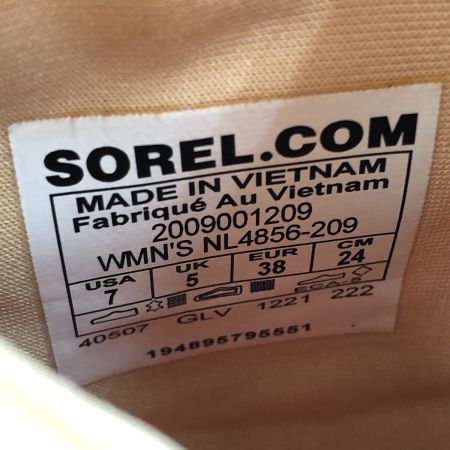 SOREL.COM
MADE IN VIETNAM
Fabriqué Au Vietnam
2009001209
WMN'S NL4856-209
USA UK EUR CM
7 5 38 24
ECA-S
40507 GLV 1221 222
194895795551